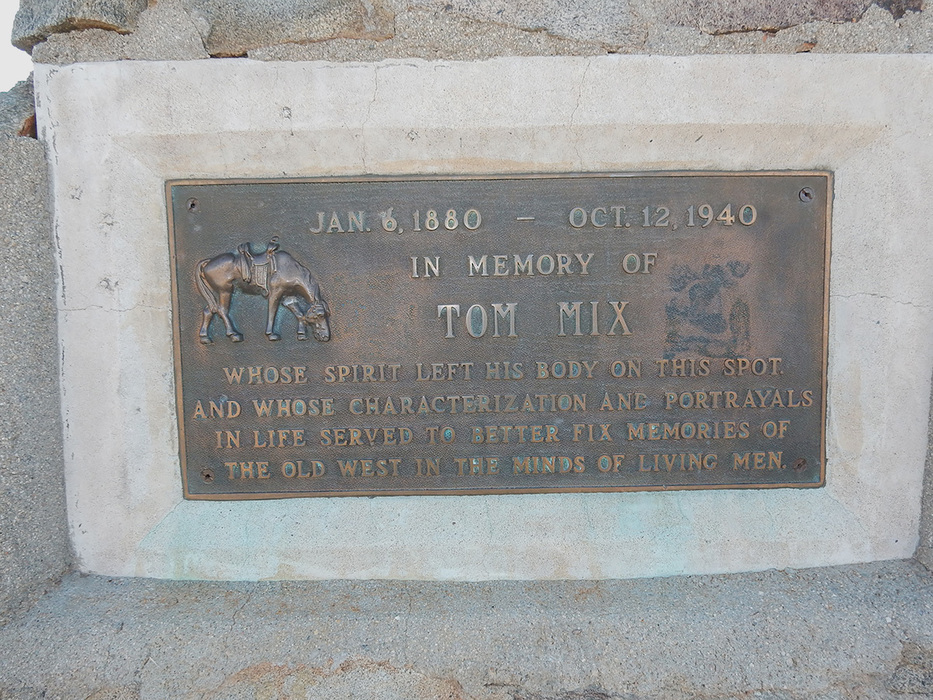 JAN. 6, 1880 – OCT. 12, 1940
IN MEMORY OF
TOM MIX
WHOSE SPIRIT LEFT HIS BODY ON THIS SPOT.
AND WHOSE CHARACTERIZATION AND PORTRAYALS
IN LIFE SERVED TO BETTER FIX MEMORIES OF
THE OLD WEST IN THE MINDS OF LIVING MEN.